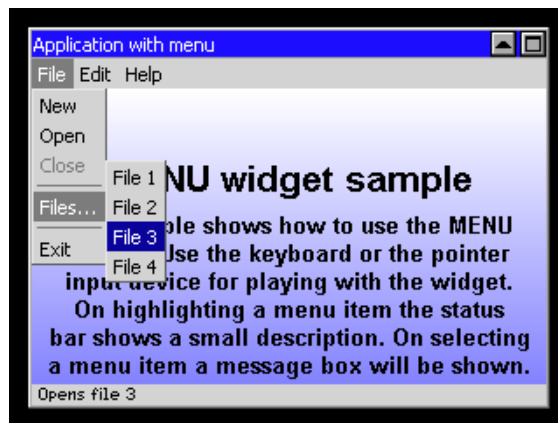 Application with menu
File Edit Help
New
Open
Close
Files...
Exit
File 1
File 2
File 3
File 4
NU widget sample
ple shows how to use the MENU
Use the keyboard or the pointer
input device for playing with the widget.
On highlighting a menu item the status
bar shows a small description. On selecting
a menu item a message box will be shown.
Opens file 3